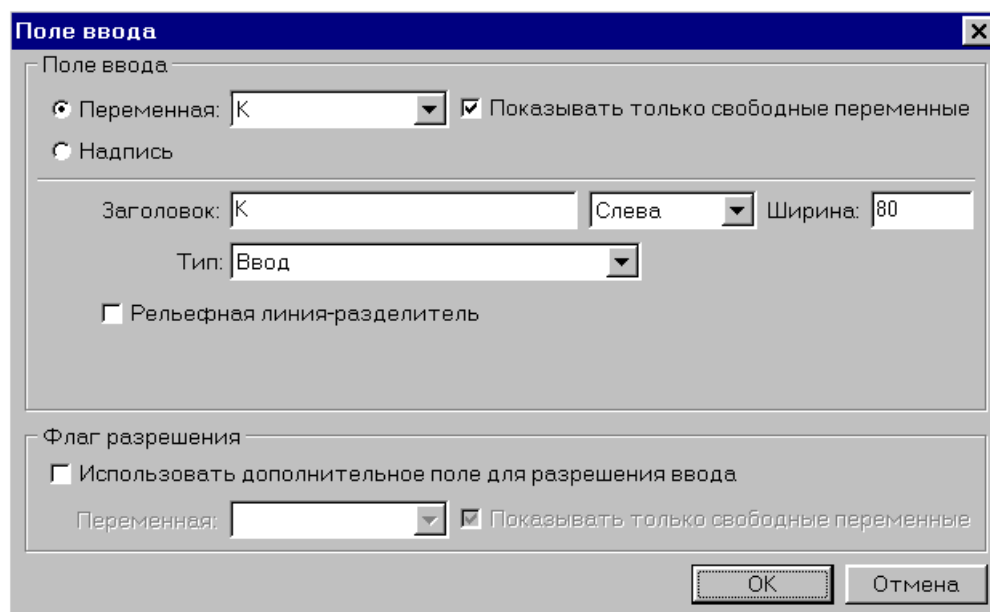 Поле ввода
Поле ввода
Переменная: K Показывать только свободные переменные
Надпись
Заголовок: K Слева Ширина: 80
Тип: Ввод
Рельефная линия-разделитель
Флаг разрешения
Использовать дополнительное поле для разрешения ввода
Переменная: Показывать только свободные переменные
OK Отмена